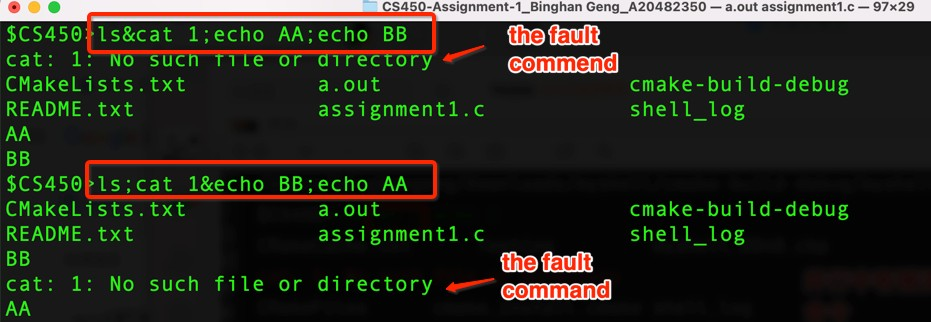 CS450-Assignment-1_Binghan Geng_A20482350 — a.out assignment1.c — 97×29
$CS450>ls&cat 1;echo AA;echo BB
the fault
commend
cat: 1: No such file or directory
CMakeLists.txt a.out cmake-build-debug
README.txt assignment1.c shell_log
AA
BB
$CS450>ls;cat 1&echo BB;echo AA
CMakeLists.txt a.out cmake-build-debug
README.txt assignment1.c shell_log
BB
the fault
command
cat: 1: No such file or directory
AA